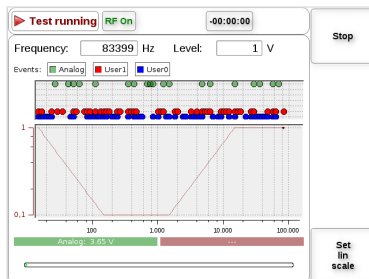 Test running RF On -00:00:00
Stop
Frequency: 83399 Hz Level: 1 V
Events: Analog User1 User0
1
0,1
100 1.000 10.000 100.000
Analog: 3.65 V ---
Set
lin
scale